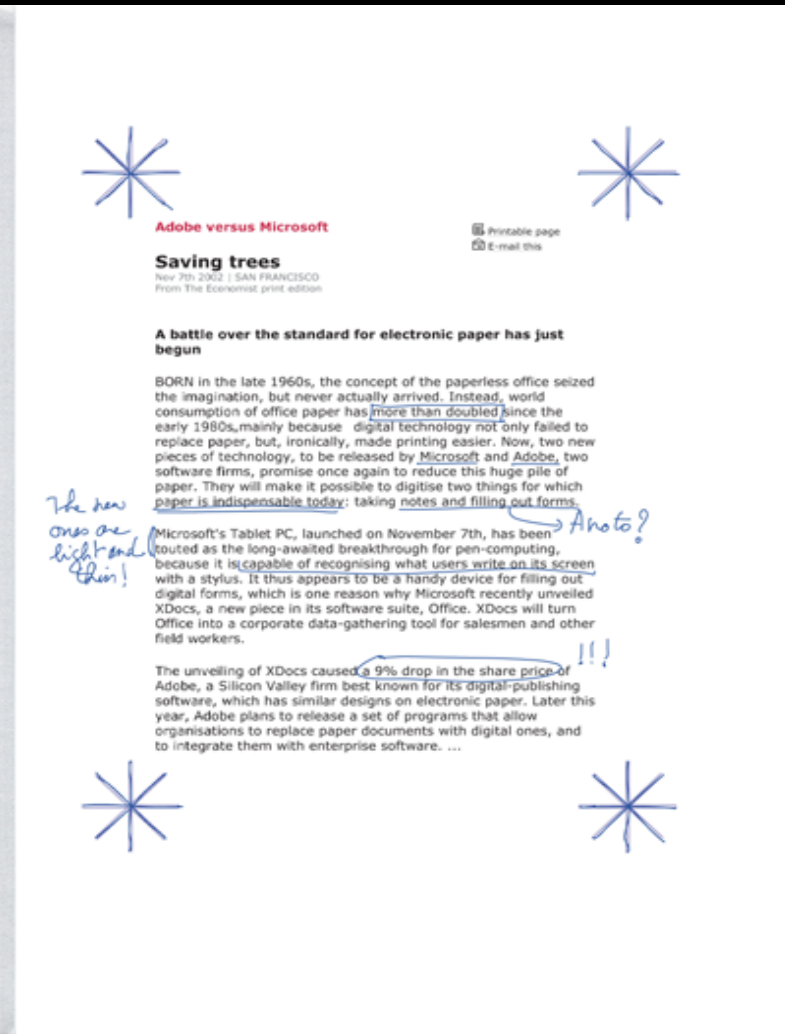 Adobe versus Microsoft
Printable page
E-mail this
Saving trees
Nov 7th 2002 | SAN FRANCISCO
From The Economist print edition
A battle over the standard for electronic paper has just
begun
BORN in the late 1960s, the concept of the paperless office seized
the imagination, but never actually arrived. Instead, world
consumption of office paper has more than doubled since the
early 1980s, mainly because digital technology not only failed to
replace paper, but, ironically, made printing easier. Now, two new
pieces of technology, to be released by Microsoft and Adobe, two
software firms, promise once again to reduce this huge pile of
paper. They will make it possible to digitise two things for which
paper is indispensable today: taking notes and filling out forms.
Anoto?
The new
ones are
light and
thin!
Microsoft's Tablet PC, launched on November 7th, has been
touted as the long-awaited breakthrough for pen-computing,
because it is capable of recognising what users write on its screen
with a stylus. It thus appears to be a handy device for filling out
digital forms, which is one reason why Microsoft recently unveiled
XDocs, a new piece in its software suite, Office. XDocs will turn
Office into a corporate data-gathering tool for salesmen and other
field workers.
!!!
The unveiling of XDocs caused a 9% drop in the share price of
Adobe, a Silicon Valley firm best known for its digital-publishing
software, which has similar designs on electronic paper. Later this
year, Adobe plans to release a set of programs that allow
organisations to replace paper documents with digital ones, and
to integrate them with enterprise software. ...